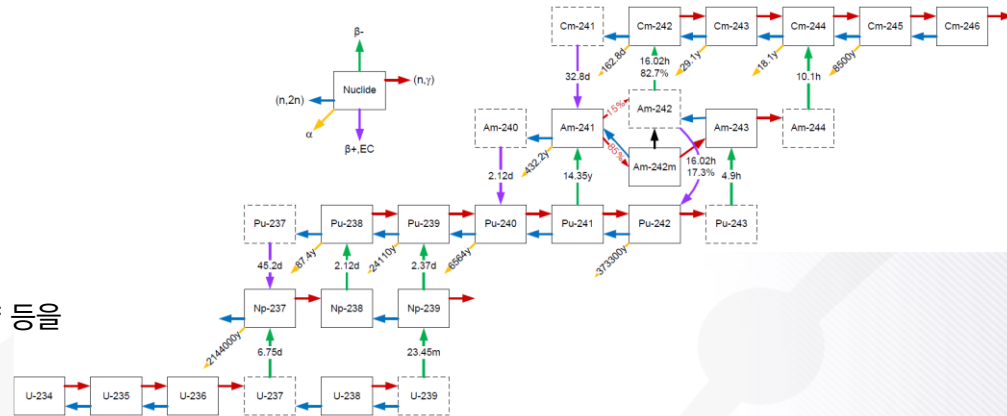 Cm-241
Cm-242
Cm-243
Cm-244
Cm-245
Cm-246
β-
162.8d
16.02h
82.7%
29.1y
18.1y
8500y
10.1h
(n,γ)
Nuclide
(n,2n)
32.8d
α
β+,EC
15%
Am-242
Am-240
Am-241
Am-243
Am-244
85%
Am-242m
432.2y
16.02h
17.3%
2.12d
14.35y
4.9h
Pu-237
Pu-238
Pu-239
Pu-240
Pu-241
Pu-242
Pu-243
87.4y
24110y
6564y
373300y
45.2d
2.12d
2.37d
Np-237
Np-238
Np-239
등을
2144000y
6.75d
23.45m
U-234
U-235
U-236
U-237
U-238
U-239